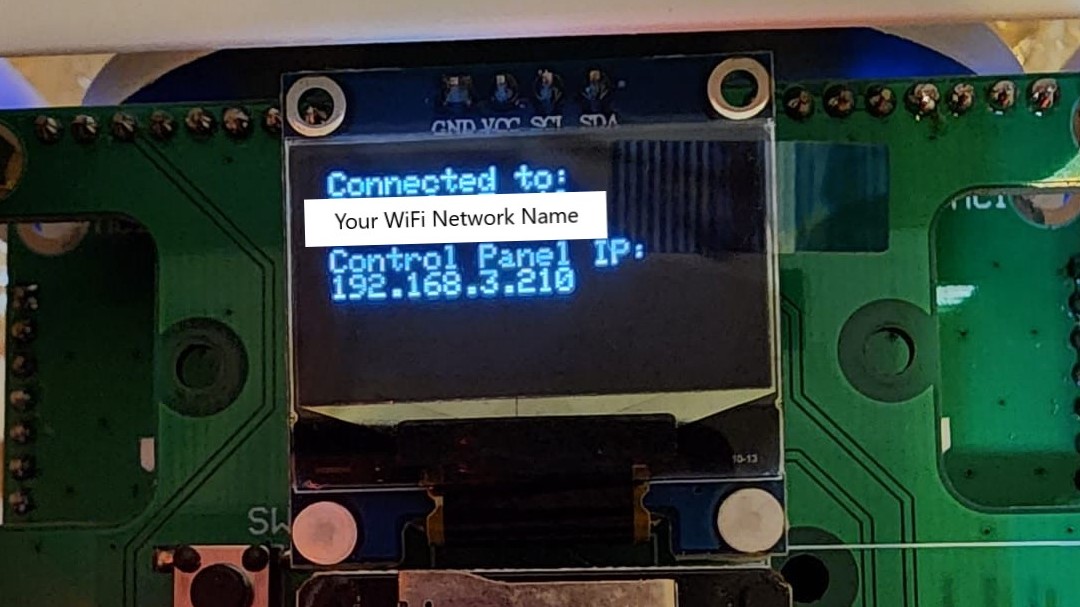 GND VCC SCL SDA
Connected to:
Your WiFi Network Name
Control Panel IP:
192.168.3.210
10-13
SW